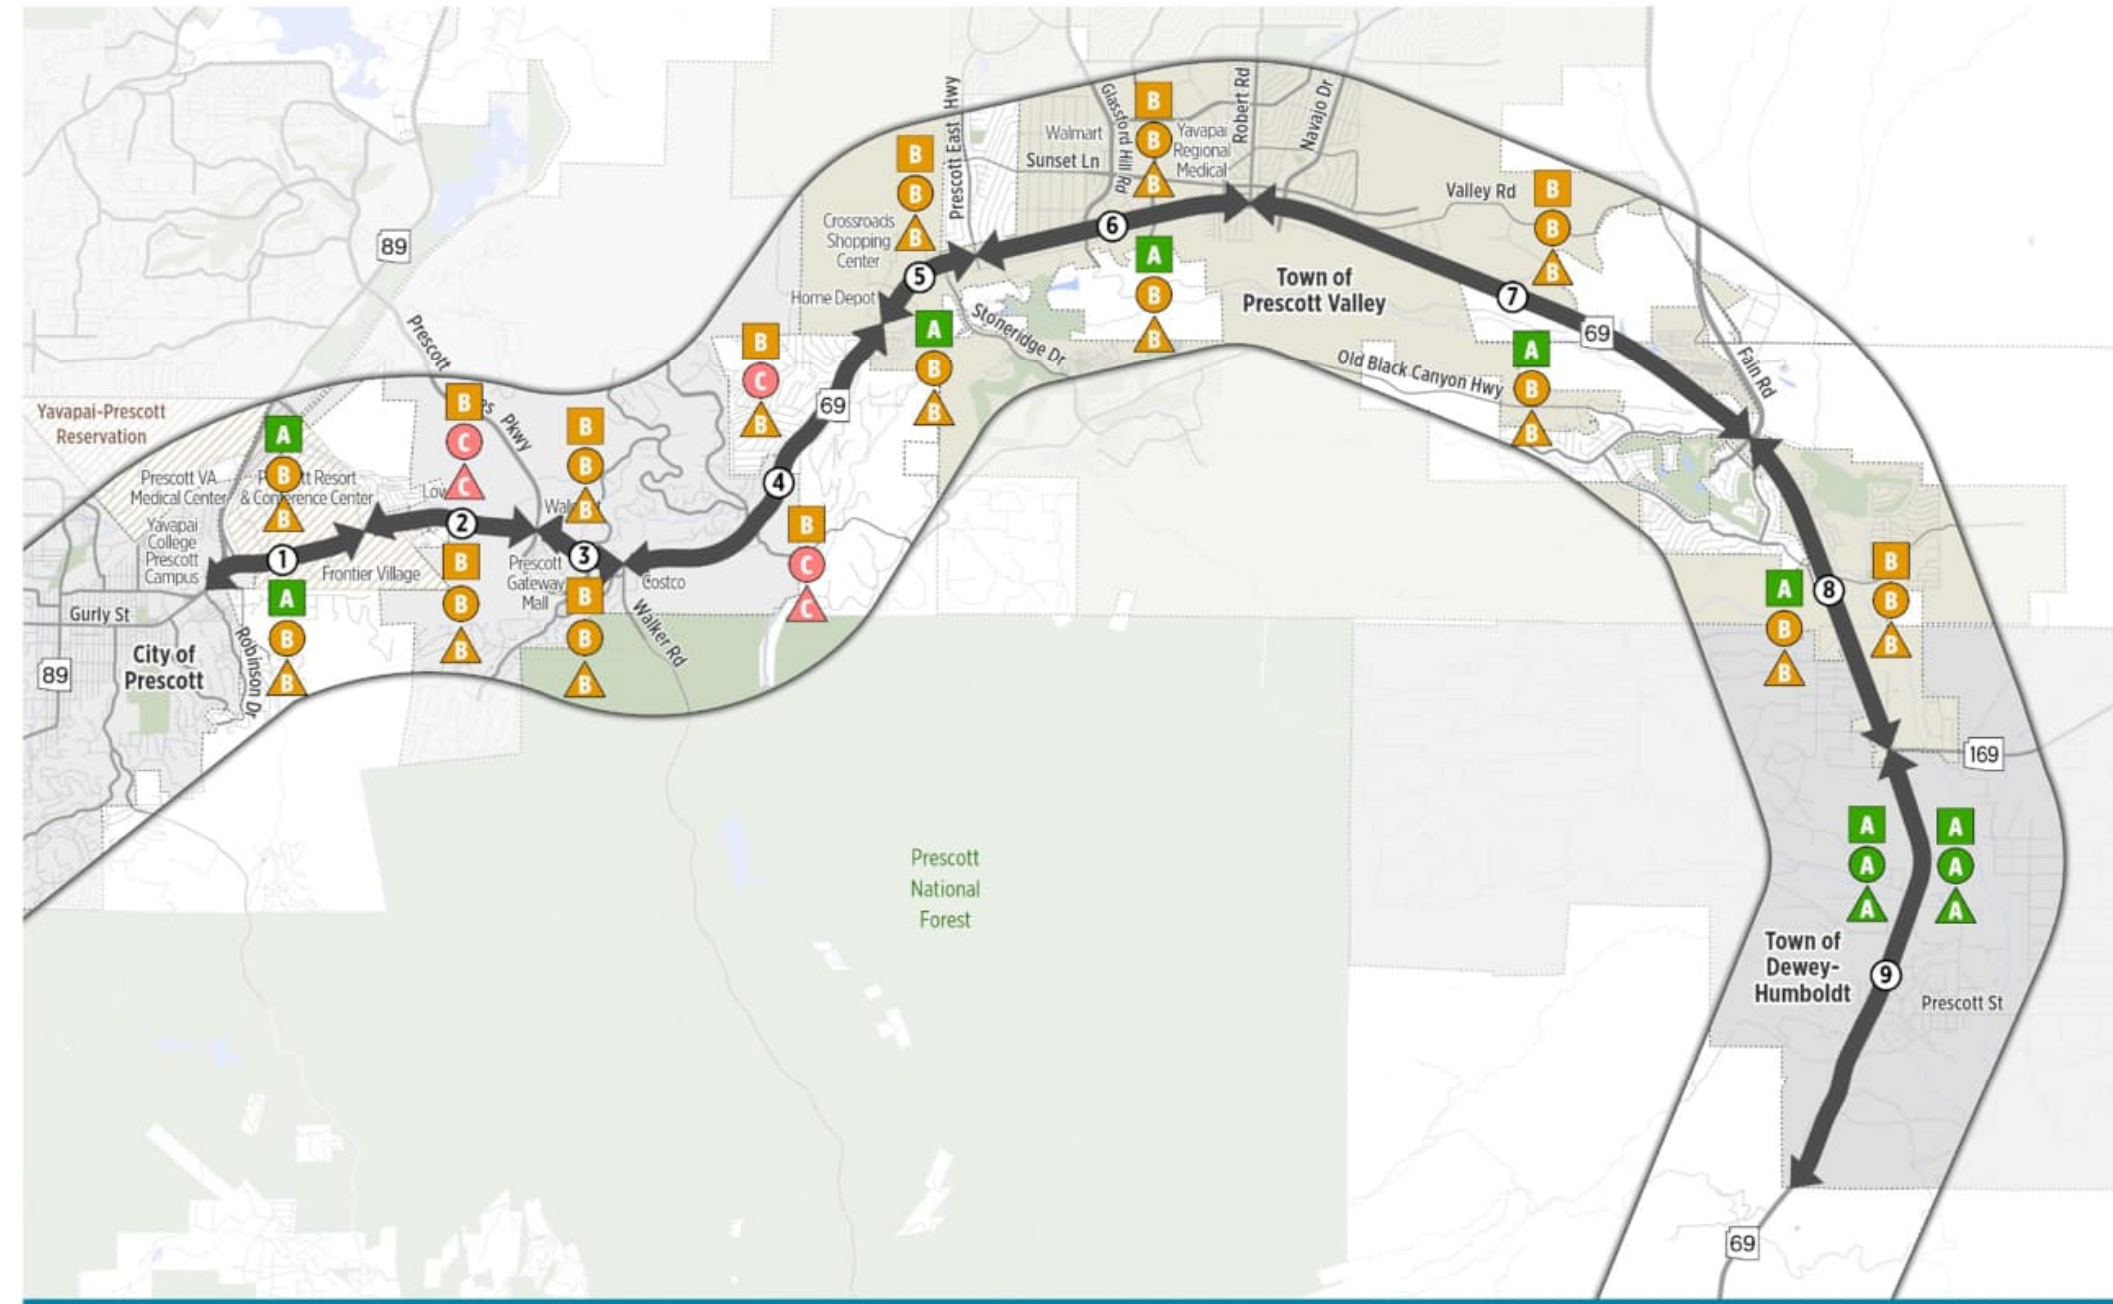 Prescott East Hwy
Glassford Hill Rd
Robert Rd
Navajo Dr
B
B
B
Walmart
Sunset Ln
Yavapai
Regional
Medical
B
B
B
Crossroads
Shopping
Center
Home Depot
5
6
A
B
B
Town of
Prescott Valley
Valley Rd
B
B
B
7
69
89
Prescott
Pkwy
Stoneridge Dr
A
B
B
Old Black Canyon Hwy
A
B
B
Fain Rd
B
C
B
69
4
B
C
C
Yavapai-Prescott
Reservation
A
B
B
Prescott VA
Medical Center
Resort
& Conference Center
B
C
C
B
B
B
Yavapai
College
Prescott
Campus
1
2
3
Frontier Village
Prescott
Gateway
Mall
Costco
Walker Rd
A
B
B
B
B
B
B
B
B
Gurly St
City of
Prescott
Robinson Dr
89
A
B
B
8
B
B
B
169
A
A
A
A
A
A
Prescott
National
Forest
Town of
Dewey-
Humboldt
9
Prescott St
69